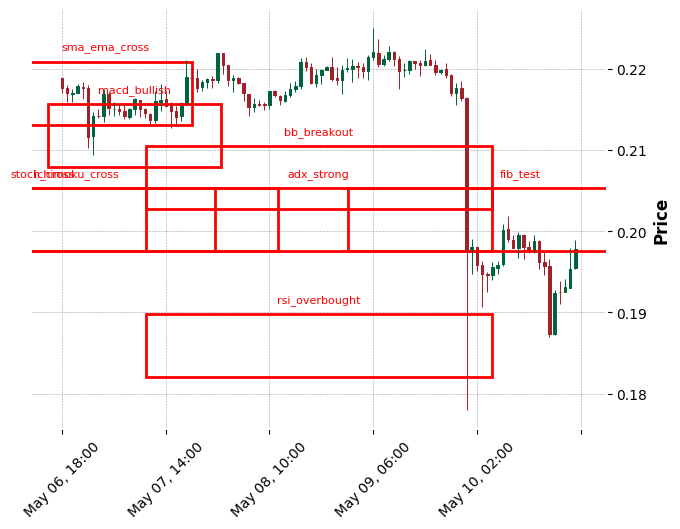 sma_ema_cross
macd_bullish
bb_breakout
stoch_cross
ichimoku_cross
adx_strong
fib_test
rsi_overbought
0.22
0.21
0.20
0.19
0.18
Price
May 06, 18:00
May 07, 14:00
May 08, 10:00
May 09, 06:00
May 10, 02:00